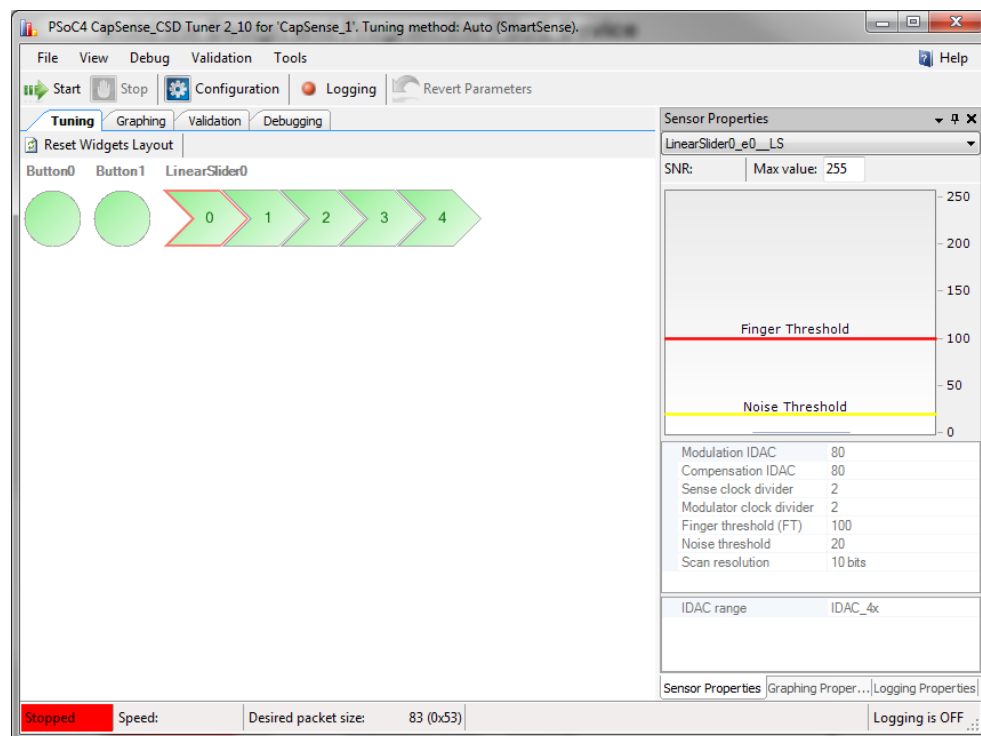 PSoC4 CapSense_CSD Tuner 2_10 for 'CapSense_1'. Tuning method: Auto (SmartSense).
File View Debug Validation Tools Help
Start Stop Configuration Logging Revert Parameters
Tuning Graphing Validation Debugging
Reset Widgets Layout
Button0 Button1 LinearSlider0
0 1 2 3 4
Sensor Properties
LinearSlider0_e0__LS
SNR: Max value: 255
250
200
150
Finger Threshold
100
50
Noise Threshold
0
Modulation IDAC 80
Compensation IDAC 80
Sense clock divider 2
Modulator clock divider 2
Finger threshold (FT) 100
Noise threshold 20
Scan resolution 10 bits
IDAC range IDAC_4x
Sensor Properties Graphing Proper... Logging Properties
Stopped Speed: Desired packet size: 83 (0x53) Logging is OFF